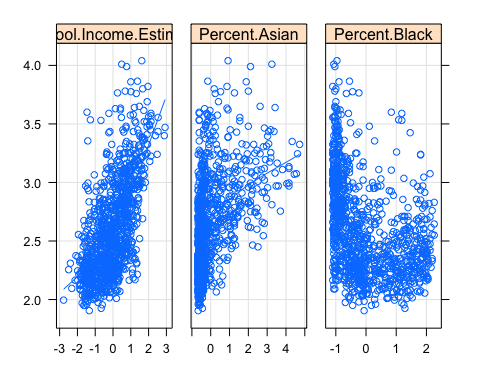 ool.Income.Estin
Percent.Asian
Percent.Black
4.0
3.5
3.0
2.5
2.0
-3 -2 -1 0 1 2 3
0 1 2 3 4
-1 0 1 2